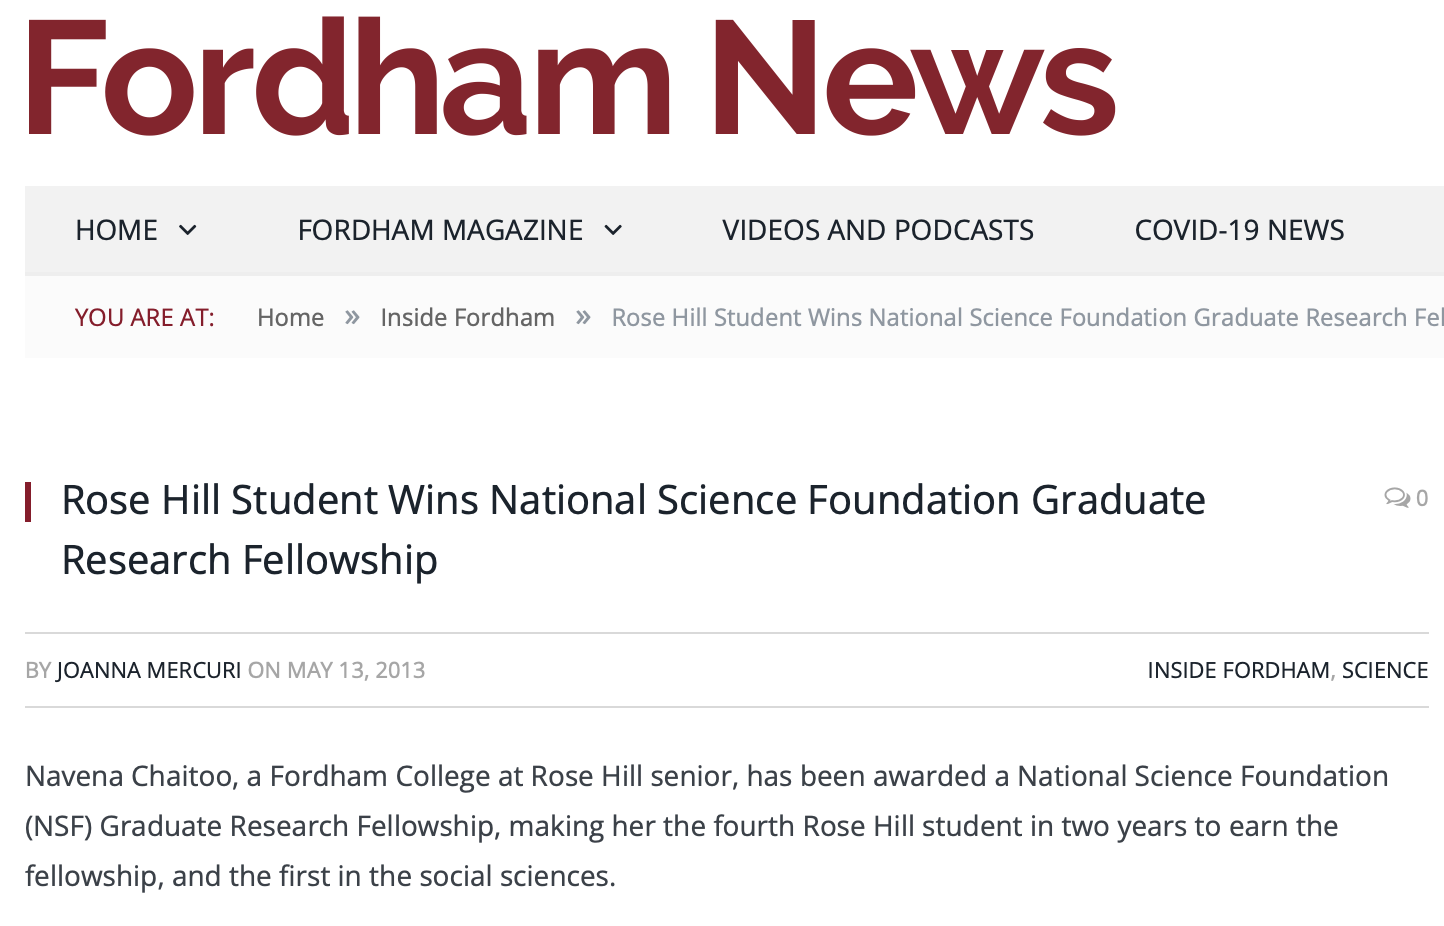 Fordham News
HOME FORDHAM MAGAZINE VIDEOS AND PODCASTS COVID-19 NEWS
YOU ARE AT: Home » Inside Fordham » Rose Hill Student Wins National Science Foundation Graduate Research Fel
Rose Hill Student Wins National Science Foundation Graduate
Research Fellowship
0
BY JOANNA MERCURI ON MAY 13, 2013
INSIDE FORDHAM, SCIENCE
Navena Chaitoo, a Fordham College at Rose Hill senior, has been awarded a National Science Foundation
(NSF) Graduate Research Fellowship, making her the fourth Rose Hill student in two years to earn the
fellowship, and the first in the social sciences.